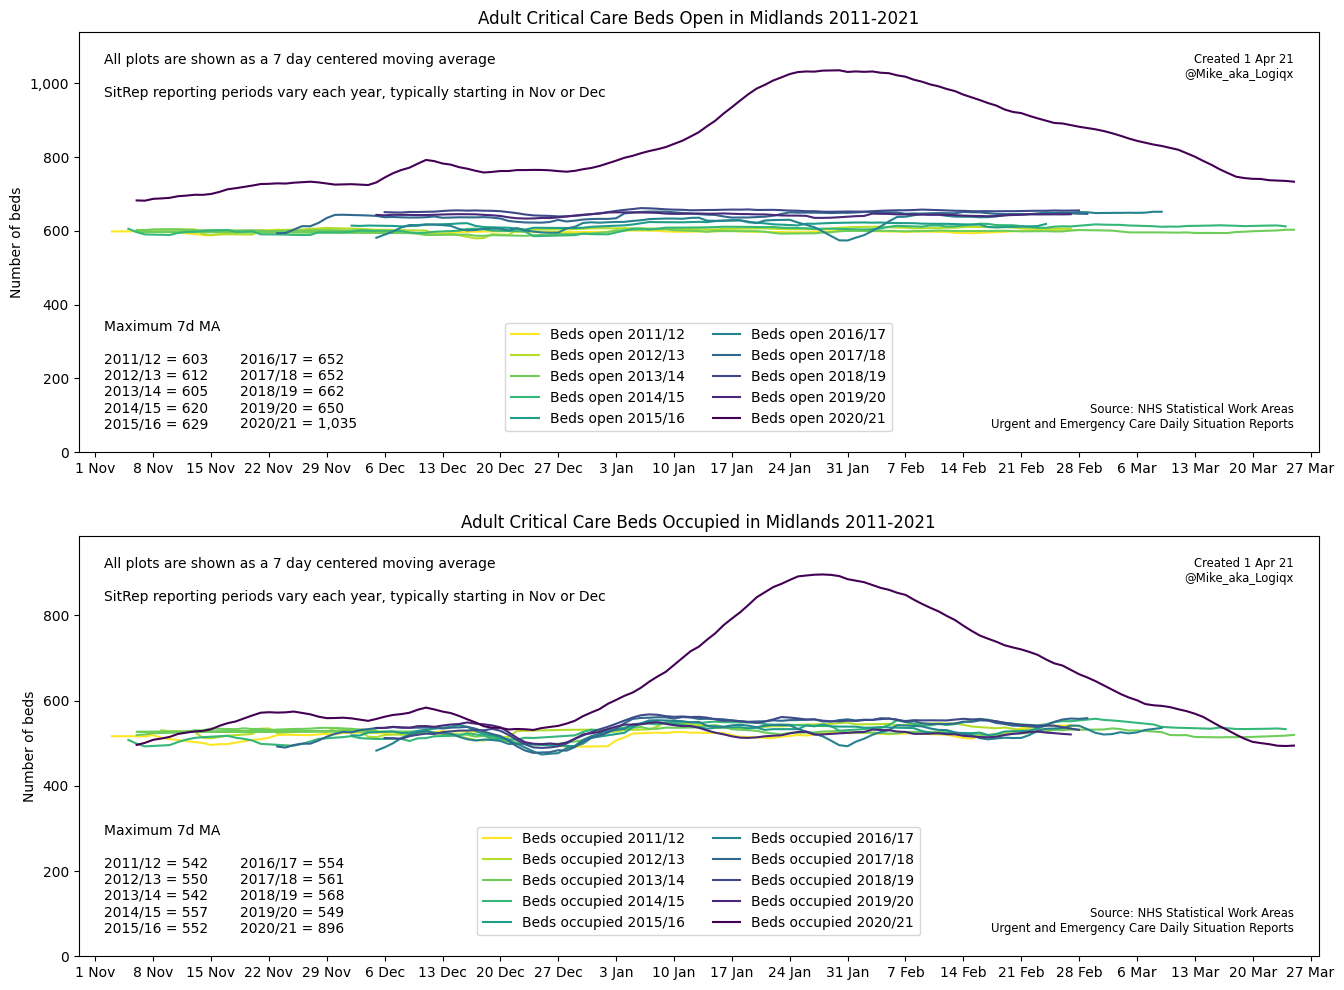 Adult Critical Care Beds Open in Midlands 2011-2021
All plots are shown as a 7 day centered moving average
SitRep reporting periods vary each year, typically starting in Nov or Dec
Created 1 Apr 21
@Mike_aka_Logiqx
Number of beds
1,000
800
600
400
200
0
Maximum 7d MA
2011/12 = 603 2016/17 = 652
2012/13 = 612 2017/18 = 652
2013/14 = 605 2018/19 = 662
2014/15 = 620 2019/20 = 650
2015/16 = 629 2020/21 = 1,035
Beds open 2011/12 Beds open 2016/17
Beds open 2012/13 Beds open 2017/18
Beds open 2013/14 Beds open 2018/19
Beds open 2014/15 Beds open 2019/20
Beds open 2015/16 Beds open 2020/21
Source: NHS Statistical Work Areas
Urgent and Emergency Care Daily Situation Reports
1 Nov 8 Nov 15 Nov 22 Nov 29 Nov 6 Dec 13 Dec 20 Dec 27 Dec 3 Jan 10 Jan 17 Jan 24 Jan 31 Jan 7 Feb 14 Feb 21 Feb 28 Feb 6 Mar 13 Mar 20 Mar 27 Mar
Adult Critical Care Beds Occupied in Midlands 2011-2021
All plots are shown as a 7 day centered moving average
SitRep reporting periods vary each year, typically starting in Nov or Dec
Created 1 Apr 21
@Mike_aka_Logiqx
Number of beds
800
600
400
200
0
Maximum 7d MA
2011/12 = 542 2016/17 = 554
2012/13 = 550 2017/18 = 561
2013/14 = 542 2018/19 = 568
2014/15 = 557 2019/20 = 549
2015/16 = 552 2020/21 = 896
Beds occupied 2011/12 Beds occupied 2016/17
Beds occupied 2012/13 Beds occupied 2017/18
Beds occupied 2013/14 Beds occupied 2018/19
Beds occupied 2014/15 Beds occupied 2019/20
Beds occupied 2015/16 Beds occupied 2020/21
Source: NHS Statistical Work Areas
Urgent and Emergency Care Daily Situation Reports
1 Nov 8 Nov 15 Nov 22 Nov 29 Nov 6 Dec 13 Dec 20 Dec 27 Dec 3 Jan 10 Jan 17 Jan 24 Jan 31 Jan 7 Feb 14 Feb 21 Feb 28 Feb 6 Mar 13 Mar 20 Mar 27 Mar